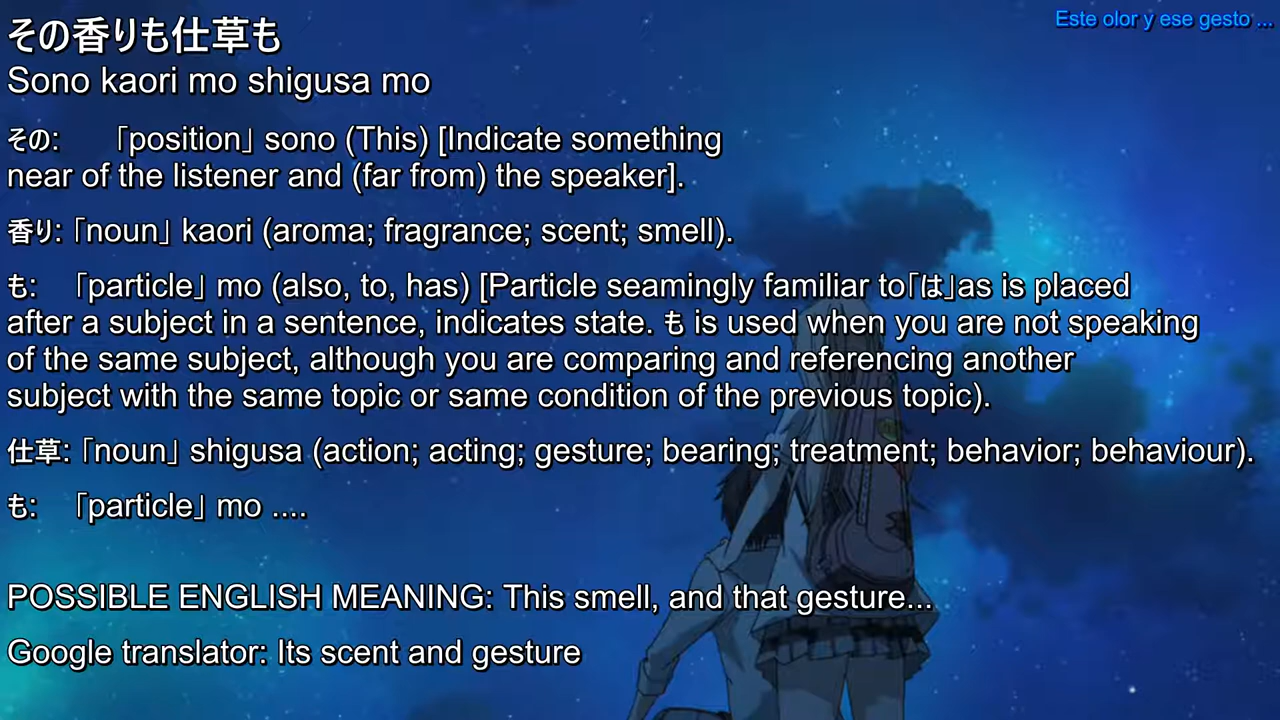 その香りも仕草も
Este olor y ese gesto ...
Sono kaori mo shigusa mo
その: 「position」 sono (This) [Indicate something
near of the listener and (far from) the speaker].
香り: 「noun」 kaori (aroma; fragrance; scent; smell).
も: 「particle」 mo (also, to, has) [Particle seamingly familiar to「は」as is placed
after a subject in a sentence, indicates state. も is used when you are not speaking
of the same subject, although you are comparing and referencing another
subject with the same topic or same condition of the previous topic).
仕草: 「noun」 shigusa (action; acting; gesture; bearing; treatment; behavior; behaviour).
も: 「particle」 mo ....
POSSIBLE ENGLISH MEANING: This smell, and that gesture...
Google translator: Its scent and gesture